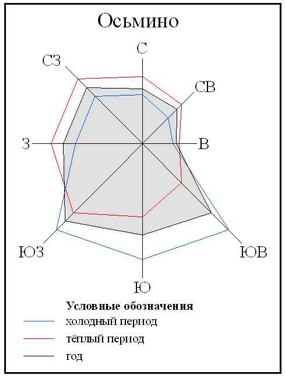 Осьмино
С
СЗ
СВ
З
В
ЮЗ
ЮВ
Ю
Условные обозначения
холодный период
тёплый период
год